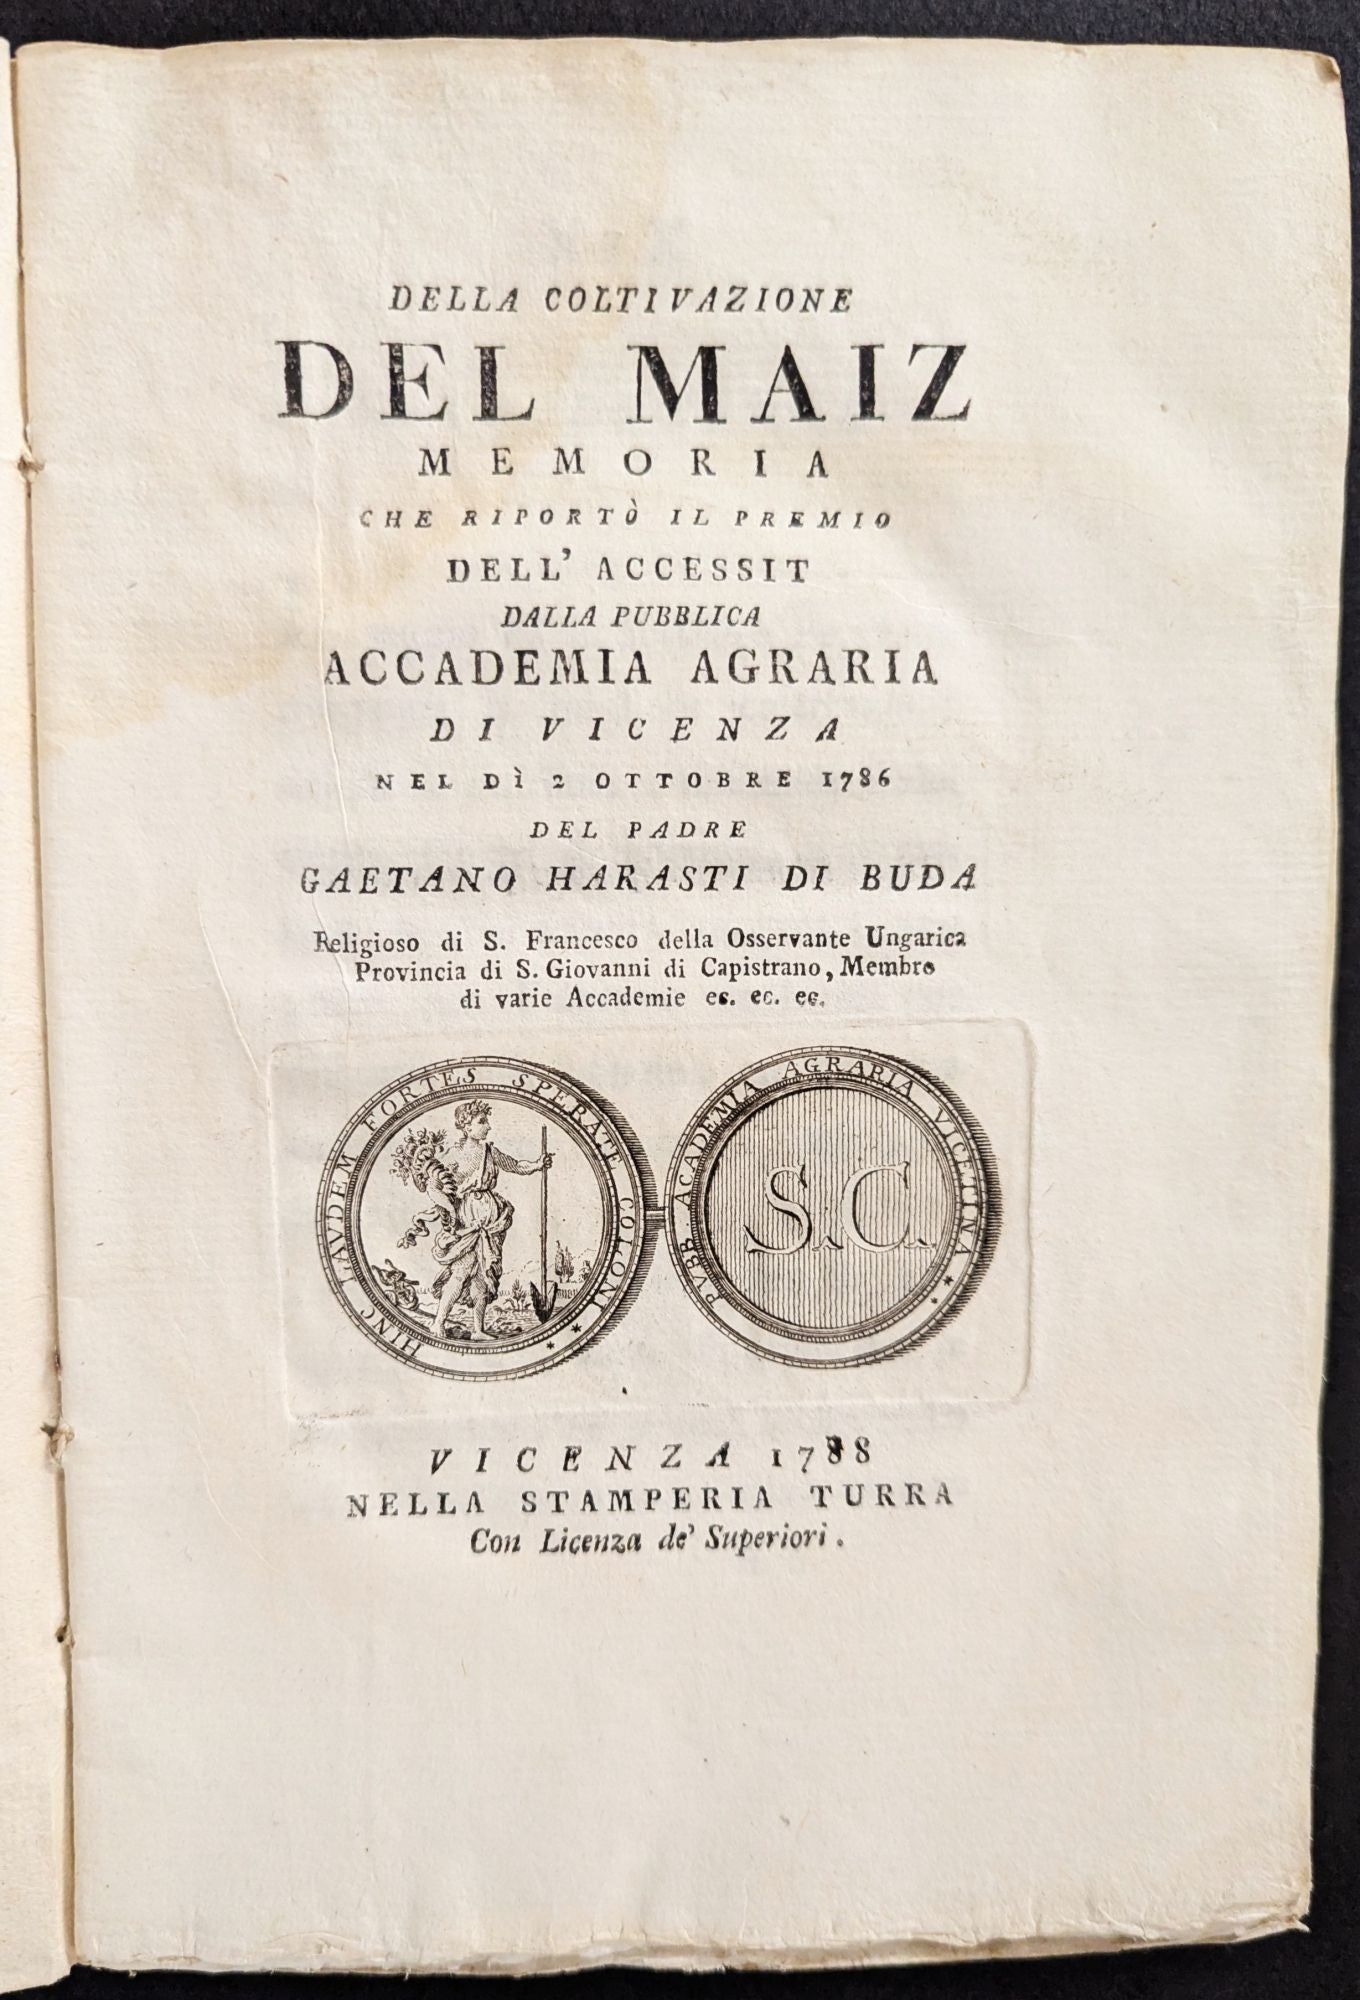 DELLA COLTIVAZIONE
DEL MAIZ
MEMORIA
CHE RIPORTÒ IL PREMIO
DELL' ACCESSIT
DALLA PUBBLICA
ACCADEMIA AGRARIA
DI VICENZA
NEL DÌ 2 OTTOBRE 1786
DEL PADRE
GAETANO HARASTI DI BUDA
Religioso di S. Francesco della Osservante Ungarica
Provincia di S. Giovanni di Capistrano, Membro
di varie Accademie ec. ec. ec.
HINC LAVDEM FORTES SPERATE COLONI * *
PVBB. ACADEMIA AGRARIA VICETINA * *
S.C.
VICENZA 1788
NELLA STAMPERIA TURRA
Con Licenza de' Superiori.